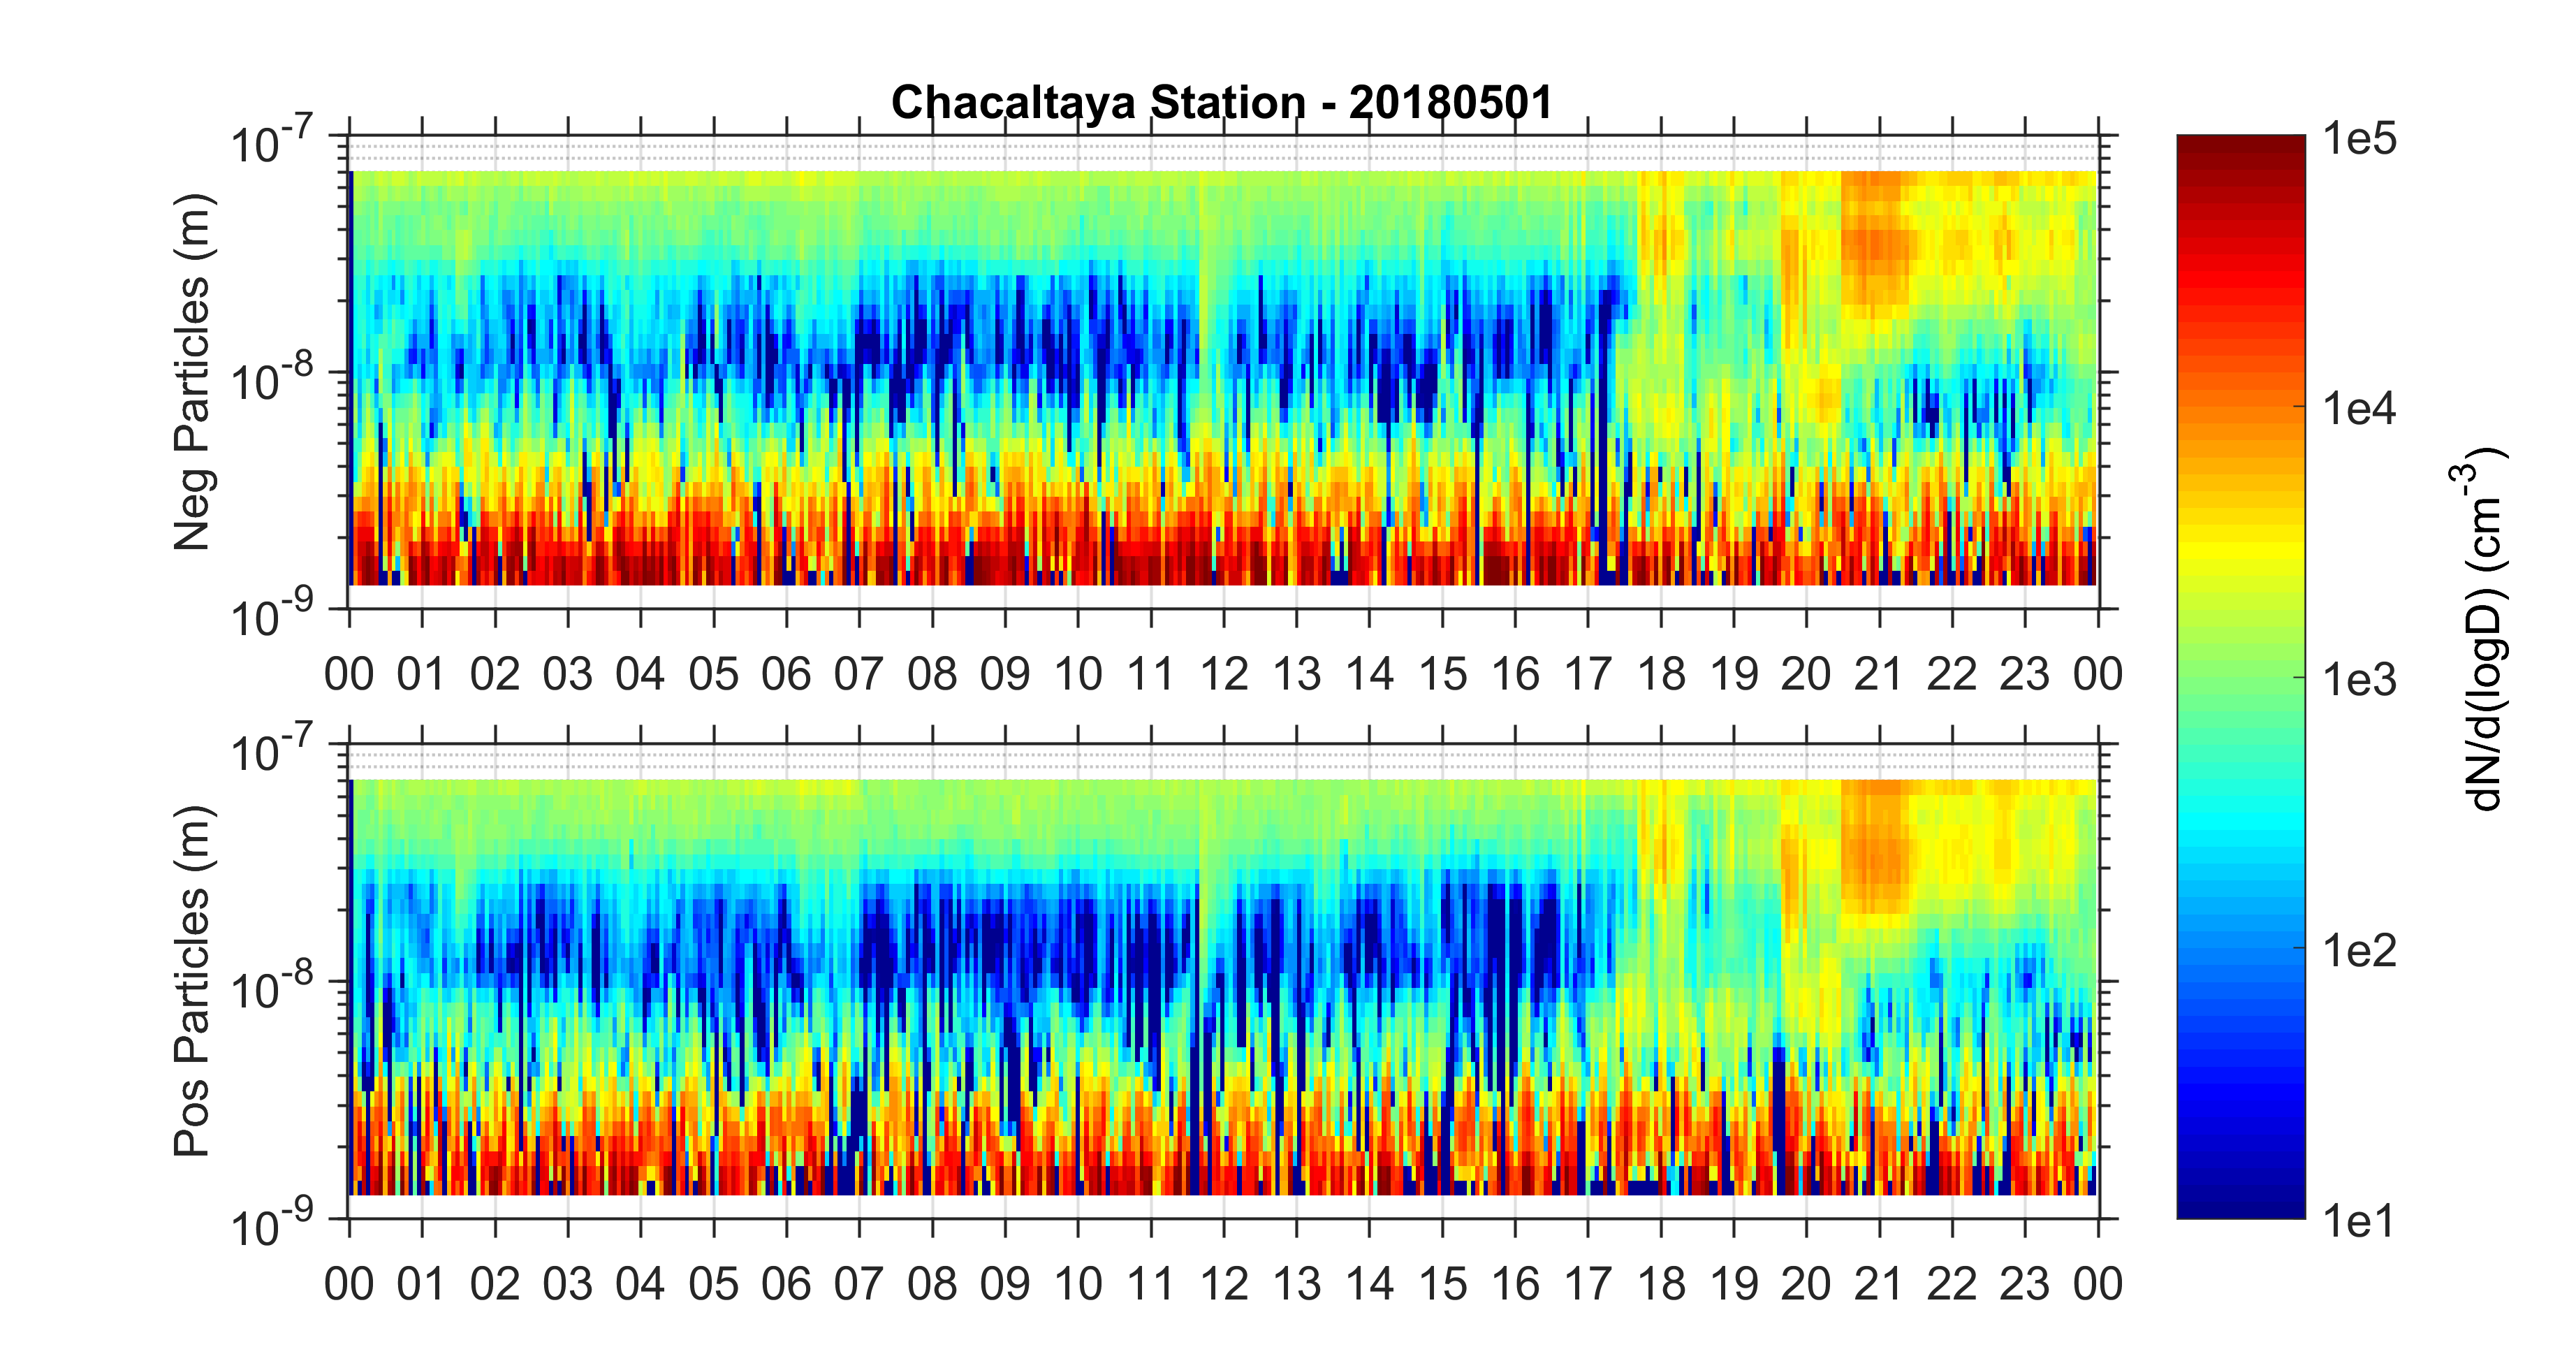 Chacaltaya Station - 20180501
10^-7
10^-8
10^-9
Neg Particles (m)
00 01 02 03 04 05 06 07 08 09 10 11 12 13 14 15 16 17 18 19 20 21 22 23 00
10^-7
10^-8
10^-9
Pos Particles (m)
00 01 02 03 04 05 06 07 08 09 10 11 12 13 14 15 16 17 18 19 20 21 22 23 00
1e5
1e4
1e3
1e2
1e1
dN/d(logD) (cm^-3)